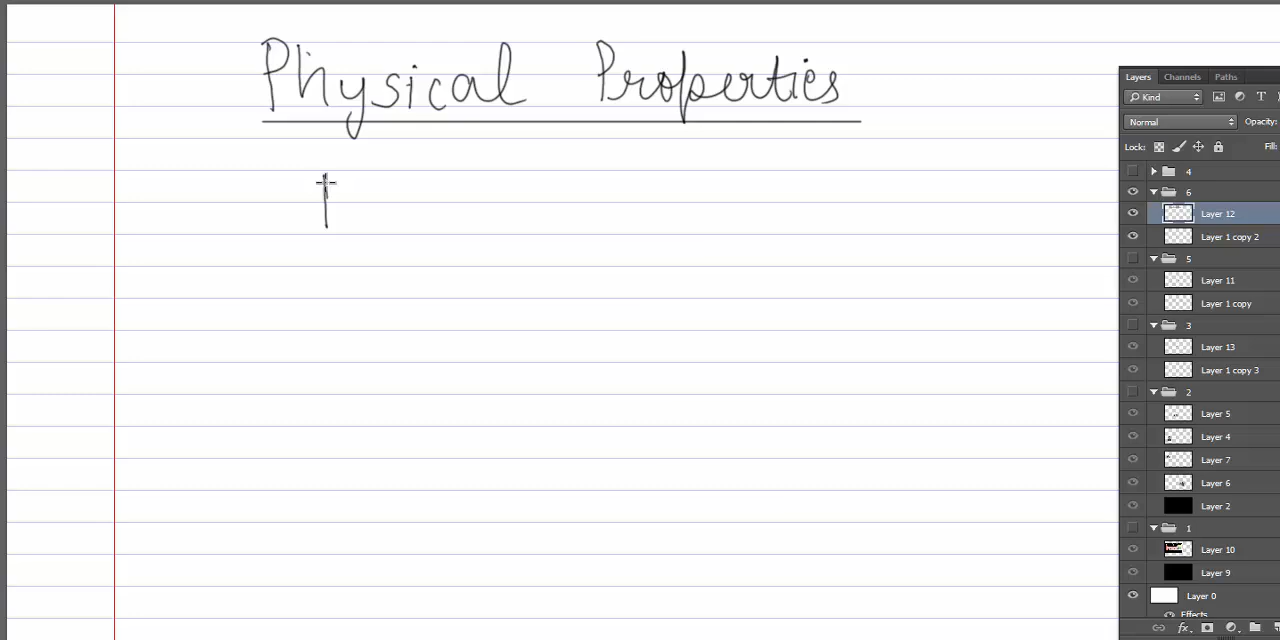 Physical Properties
Layers Channels Paths
Kind T
Normal Opacity:
Lock: Fill:
4
6
Layer 12
Layer 1 copy 2
5
Layer 11
Layer 1 copy
3
Layer 13
Layer 1 copy 3
2
Layer 5
Layer 4
Layer 7
Layer 6
Layer 2
1
Layer 10
Layer 9
Layer 0
Effects
fx